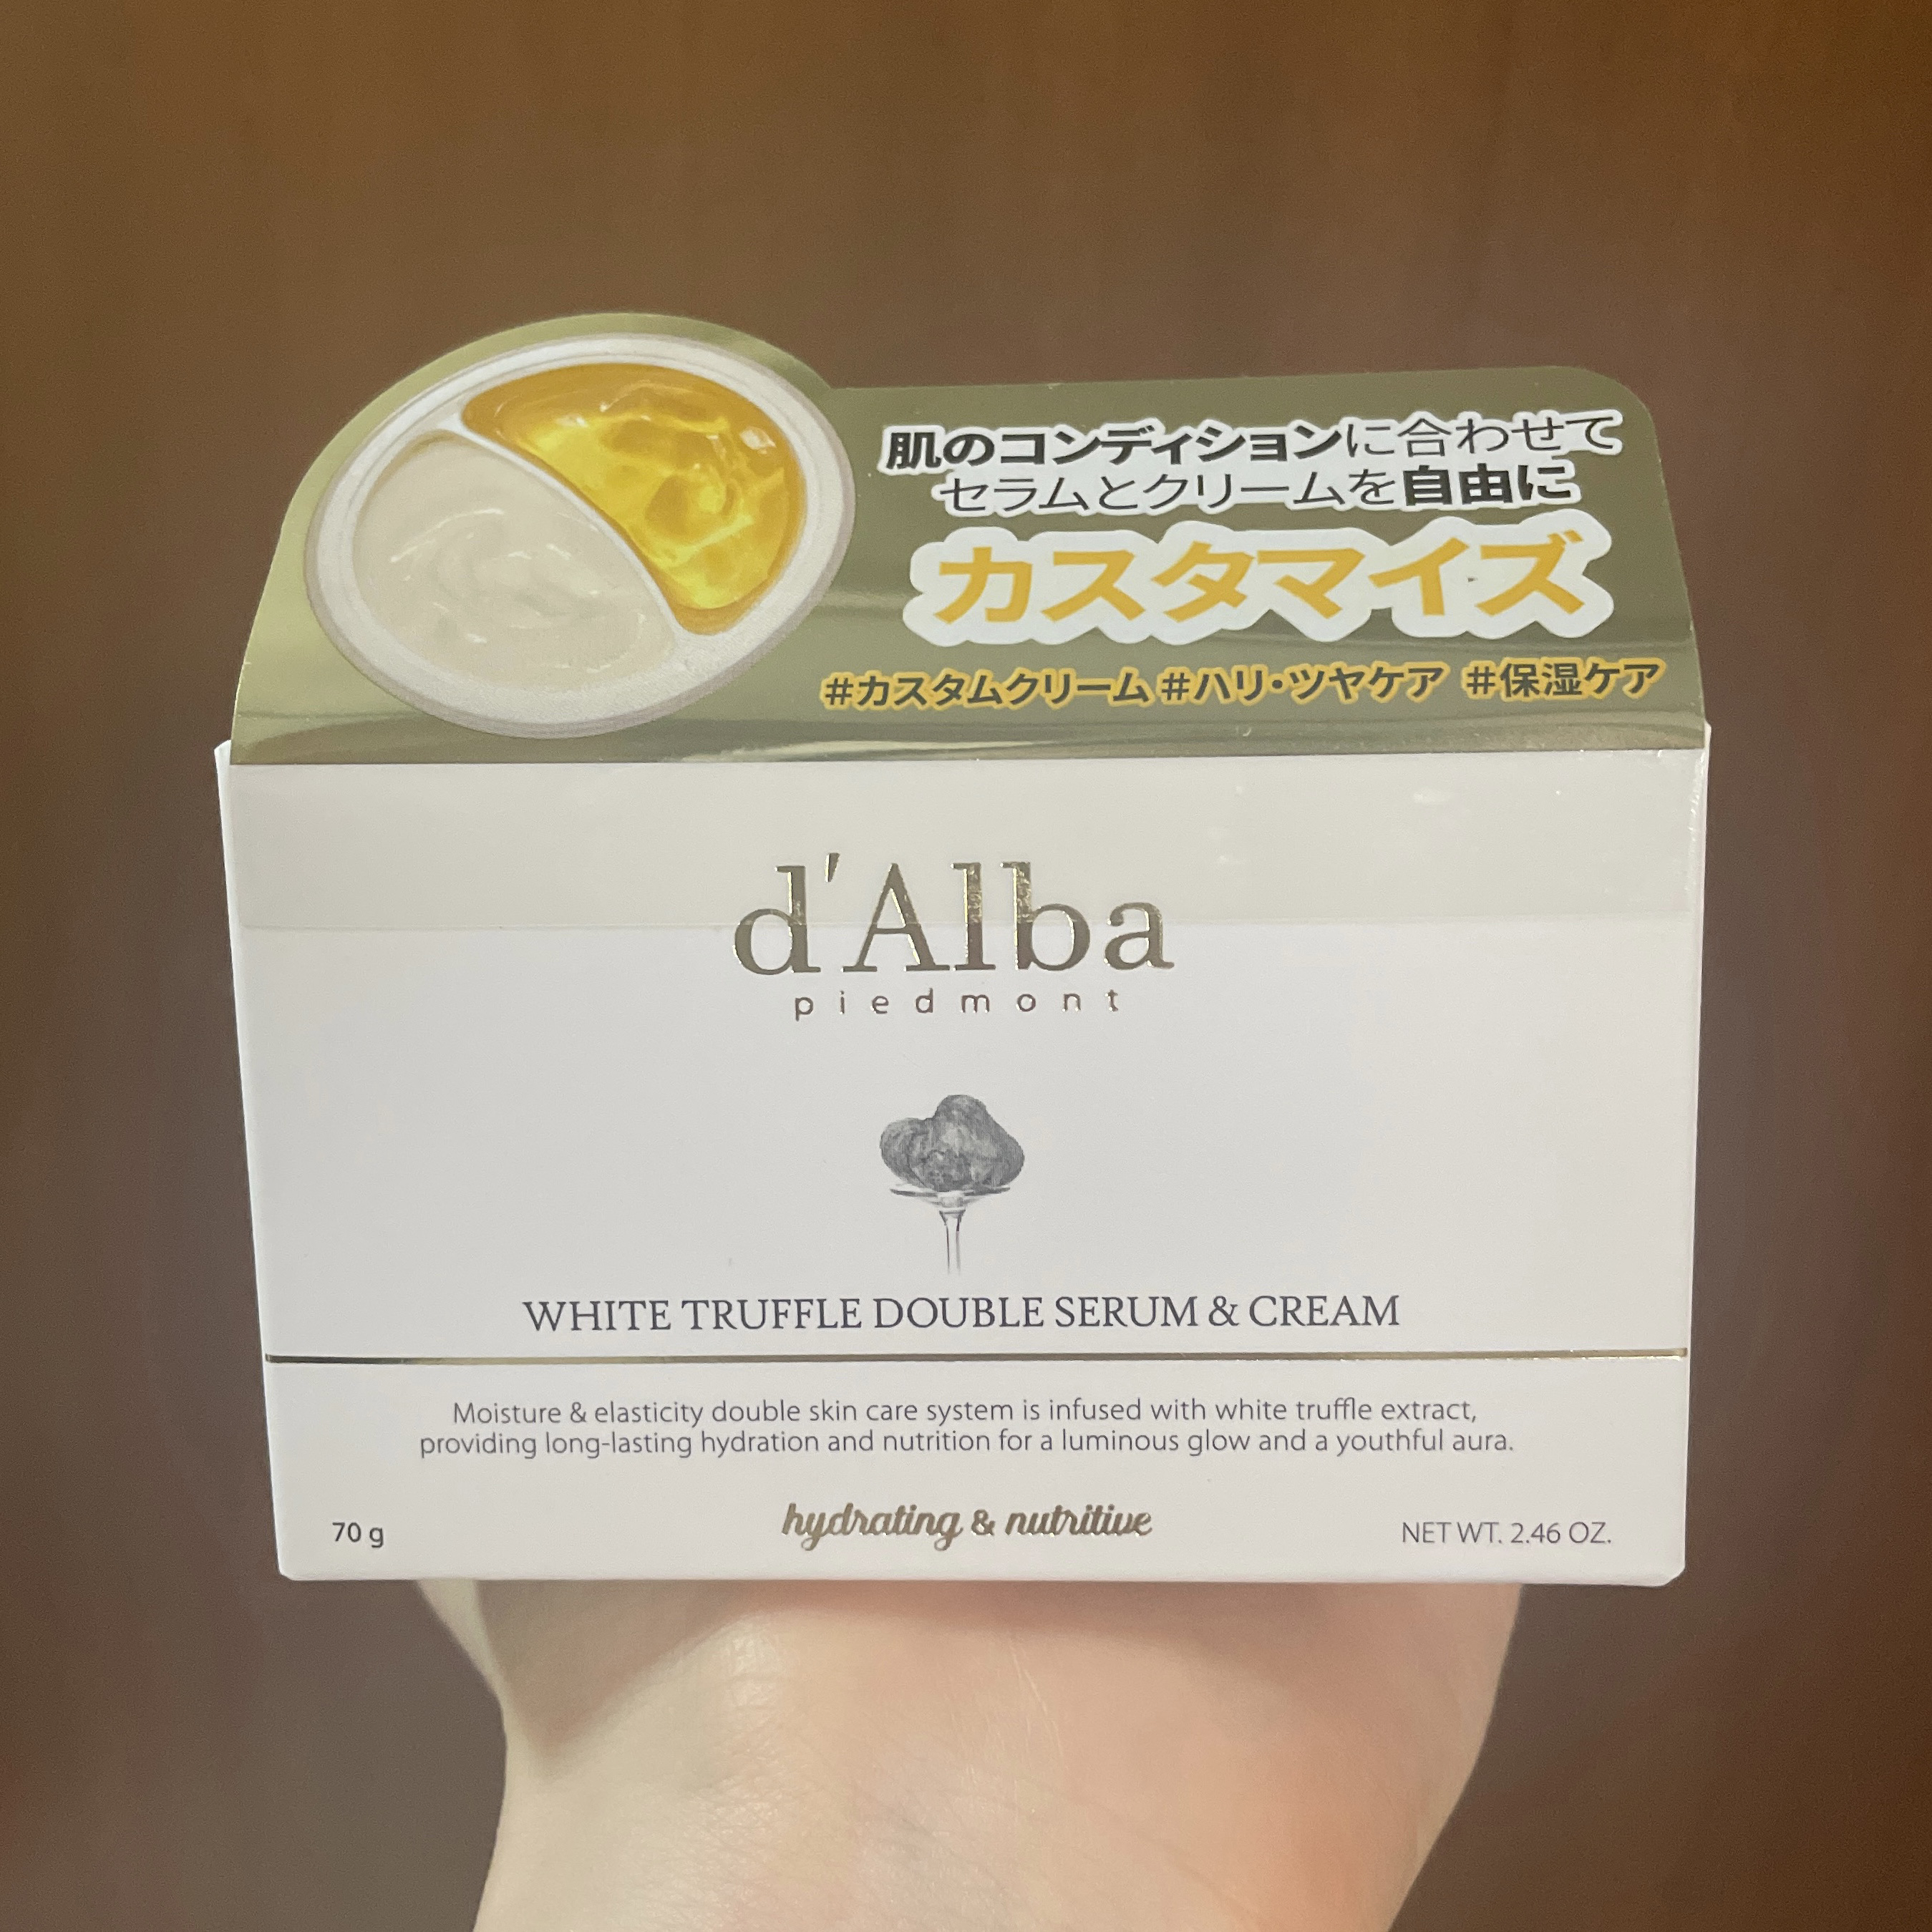 肌のコンディションに合わせて
セラムとクリームを自由に
カスタマイズ
#カスタムクリーム #ハリ・ツヤケア #保湿ケア
d'Alba
piedmont
WHITE TRUFFLE DOUBLE SERUM & CREAM
Moisture & elasticity double skin care system is infused with white truffle extract,
providing long-lasting hydration and nutrition for a luminous glow and a youthful aura.
70 g
hydrating & nutritive
NET WT. 2.46 OZ.